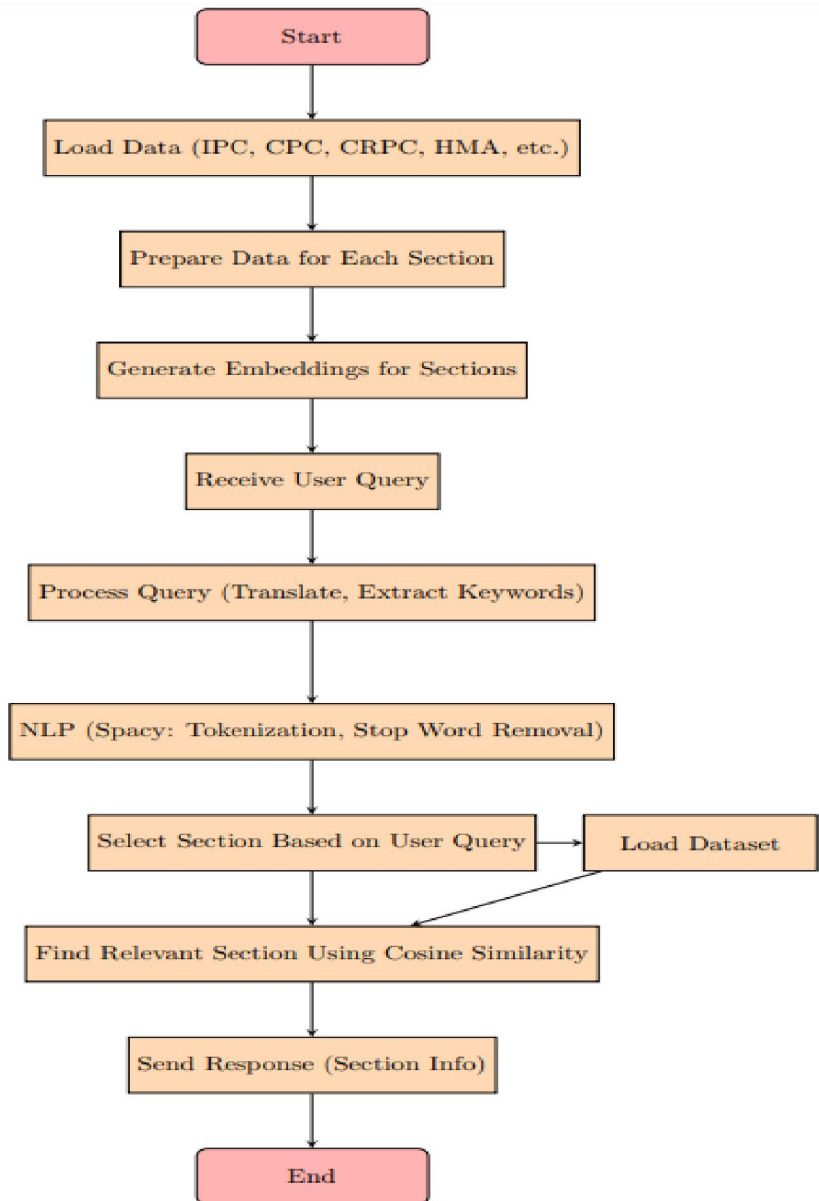 Start
Load Data (IPC, CPC, CRPC, HMA, etc.)
Prepare Data for Each Section
Generate Embeddings for Sections
Receive User Query
Process Query (Translate, Extract Keywords)
NLP (Spacy: Tokenization, Stop Word Removal)
Select Section Based on User Query
Load Dataset
Find Relevant Section Using Cosine Similarity
Send Response (Section Info)
End